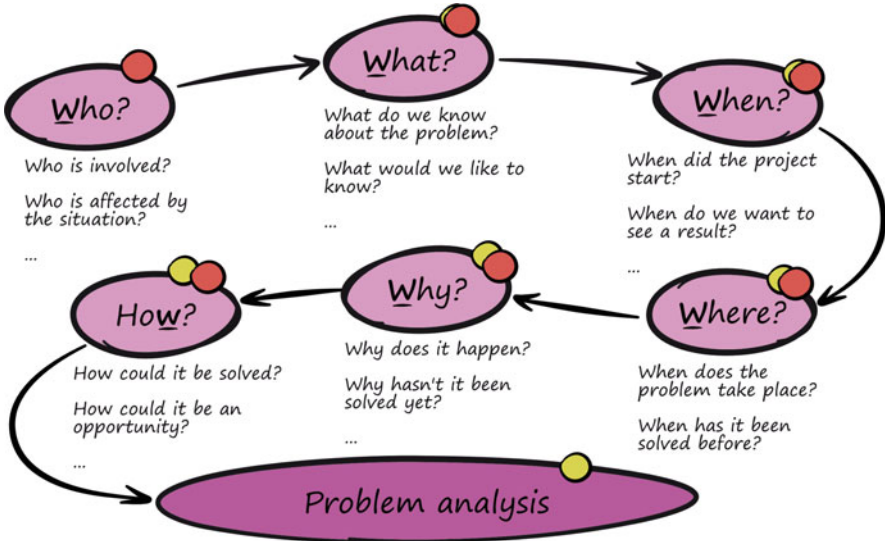 Who?
Who is involved?
Who is affected by
the situation?
...
What?
What do we know
about the problem?
What would we like to
know?
...
When?
When did the project
start?
When do we want to
see a result?
...
Where?
When does the
problem take place?
When has it been
solved before?
Why?
Why does it happen?
Why hasn't it been
solved yet?
...
How?
How could it be solved?
How could it be an
opportunity?
...
Problem analysis